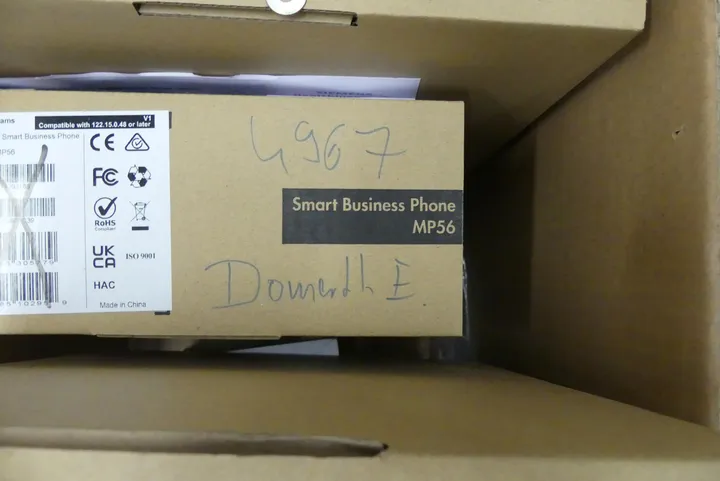 ams
V1
Compatible with 122.15.0.48 or later
Smart Business Phone
MP56
CE
FC
RoHS
Compliant
UK
CA
ISO 9001
HAC
Made in China
4967
Smart Business Phone
MP56
E.